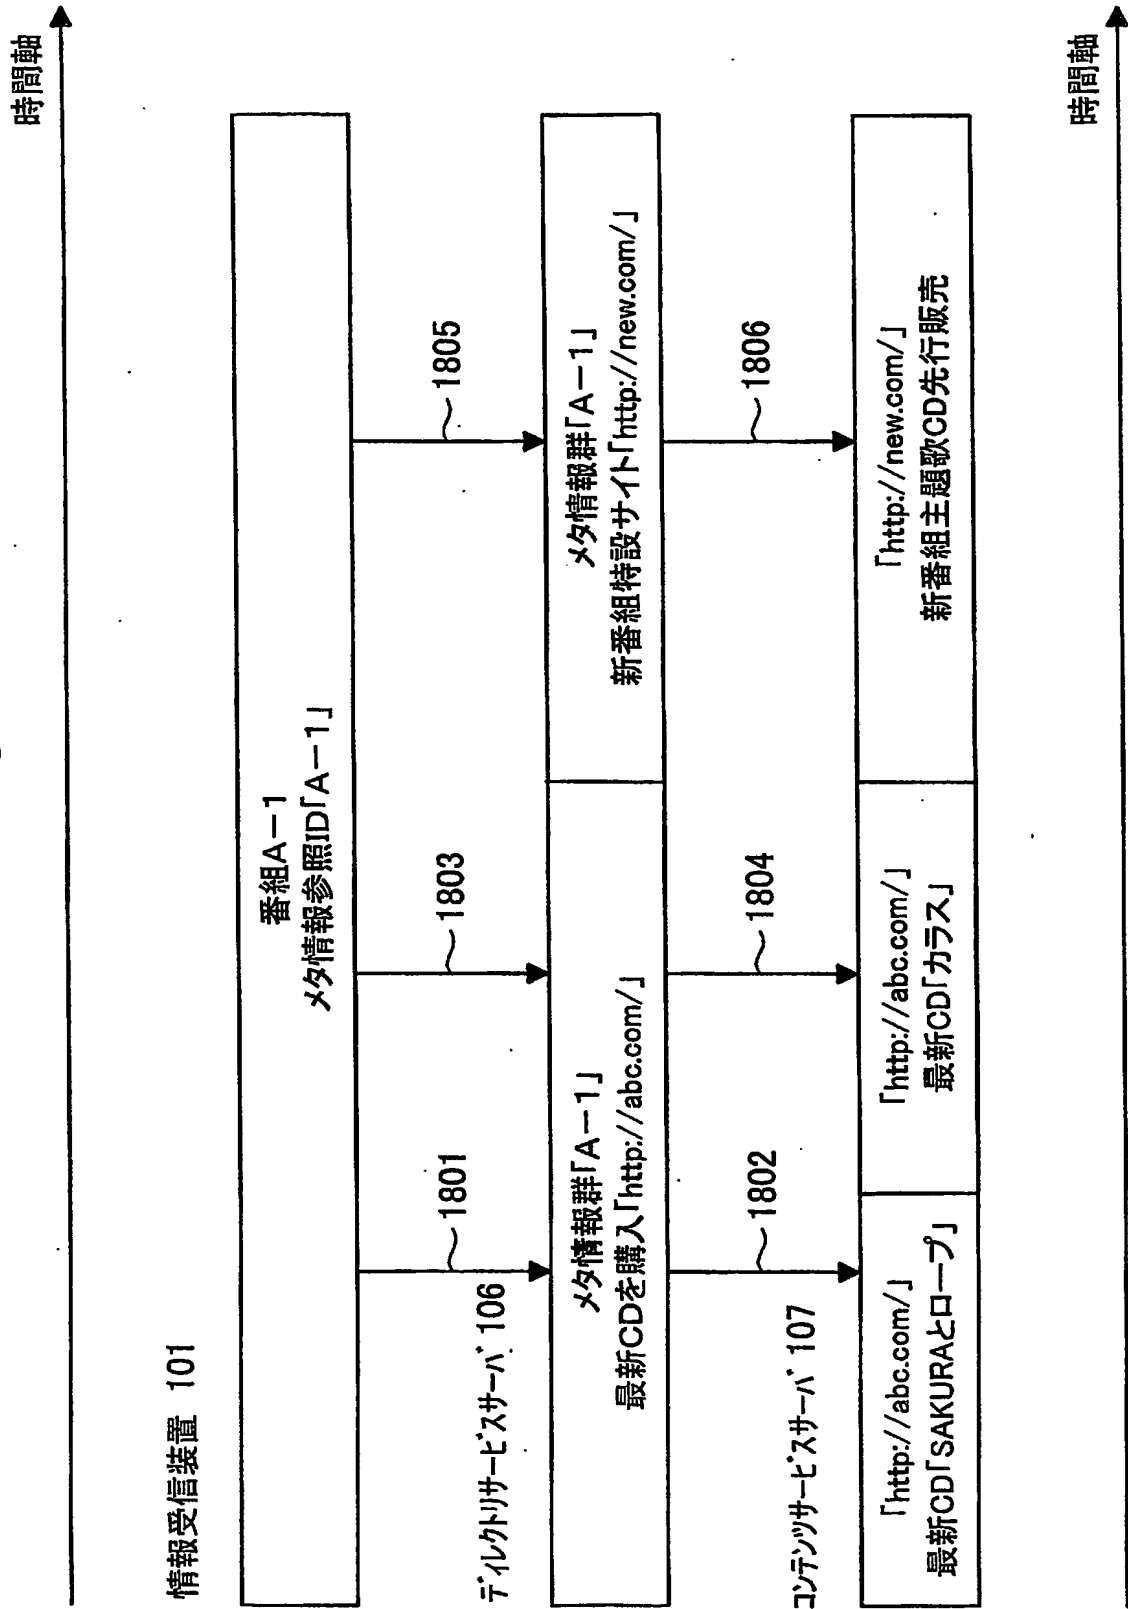 時間軸
情報受信装置 101
番組A-1
メタ情報参照ID「A-1」
1801
1803
1805
ディレクトリサービスサーバ 106
メタ情報群「A-1」
最新CDを購入「http://abc.com/」
メタ情報群「A-1」
新番組特設サイト「http://new.com/」
1802
1804
1806
コンテンツサービスサーバ 107
「http://abc.com/」
最新CD「SAKURAとロープ」
「http://abc.com/」
最新CD「カラス」
「http://new.com/」
新番組主題歌CD先行販売
時間軸